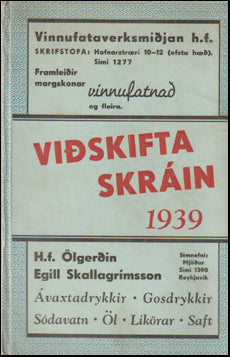 Vinnufataverksmiðjan h.f.
SKRIFSTOFA: Hafnarstræri 10-12 (efstu hæð).
Sími 1277
Framleiðir
margskonar vinnufatnað
og fleira.
VIÐSKIFTA
SKRÁIN
1939
H.f. Ölgerðin
Egill Skallagrímsson
Símnefni:
Mjöður
Sími 1390
Reykjavík
Ávaxtadrykkir · Gosdrykkir
Sódavatn · Öl · Líkörar · Saft